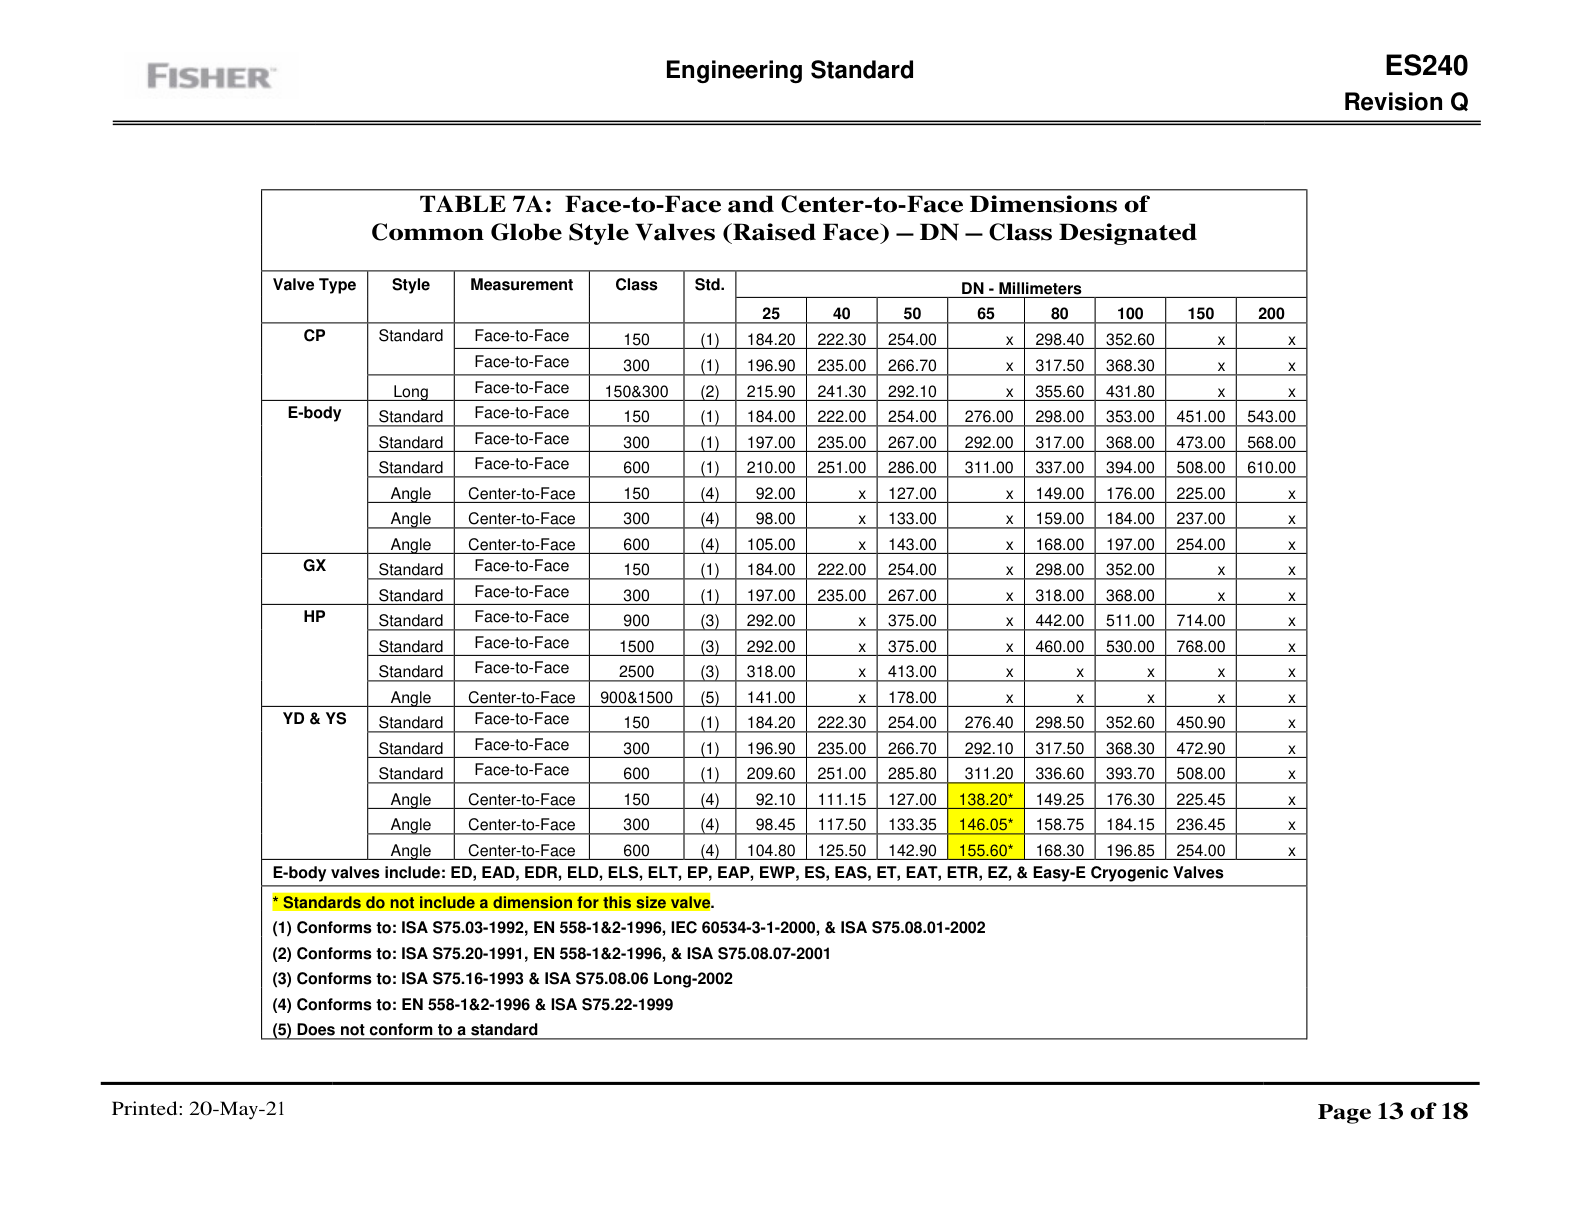 FISHER™ Engineering Standard ES240
Revision Q
TABLE 7A: Face-to-Face and Center-to-Face Dimensions of
Common Globe Style Valves (Raised Face) – DN – Class Designated
Valve Type Style Measurement Class Std. DN - Millimeters
25 40 50 65 80 100 150 200
CP Standard Face-to-Face 150 (1) 184.20 222.30 254.00 x 298.40 352.60 x x
Face-to-Face 300 (1) 196.90 235.00 266.70 x 317.50 368.30 x x
Long Face-to-Face 150&300 (2) 215.90 241.30 292.10 x 355.60 431.80 x x
E-body Standard Face-to-Face 150 (1) 184.00 222.00 254.00 276.00 298.00 353.00 451.00 543.00
Standard Face-to-Face 300 (1) 197.00 235.00 267.00 292.00 317.00 368.00 473.00 568.00
Standard Face-to-Face 600 (1) 210.00 251.00 286.00 311.00 337.00 394.00 508.00 610.00
Angle Center-to-Face 150 (4) 92.00 x 127.00 x 149.00 176.00 225.00 x
Angle Center-to-Face 300 (4) 98.00 x 133.00 x 159.00 184.00 237.00 x
Angle Center-to-Face 600 (4) 105.00 x 143.00 x 168.00 197.00 254.00 x
GX Standard Face-to-Face 150 (1) 184.00 222.00 254.00 x 298.00 352.00 x x
Standard Face-to-Face 300 (1) 197.00 235.00 267.00 x 318.00 368.00 x x
HP Standard Face-to-Face 900 (3) 292.00 x 375.00 x 442.00 511.00 714.00 x
Standard Face-to-Face 1500 (3) 292.00 x 375.00 x 460.00 530.00 768.00 x
Standard Face-to-Face 2500 (3) 318.00 x 413.00 x x x x x
Angle Center-to-Face 900&1500 (5) 141.00 x 178.00 x x x x x
YD & YS Standard Face-to-Face 150 (1) 184.20 222.30 254.00 276.40 298.50 352.60 450.90 x
Standard Face-to-Face 300 (1) 196.90 235.00 266.70 292.10 317.50 368.30 472.90 x
Standard Face-to-Face 600 (1) 209.60 251.00 285.80 311.20 336.60 393.70 508.00 x
Angle Center-to-Face 150 (4) 92.10 111.15 127.00 138.20* 149.25 176.30 225.45 x
Angle Center-to-Face 300 (4) 98.45 117.50 133.35 146.05* 158.75 184.15 236.45 x
Angle Center-to-Face 600 (4) 104.80 125.50 142.90 155.60* 168.30 196.85 254.00 x
E-body valves include: ED, EAD, EDR, ELD, ELS, ELT, EP, EAP, EWP, ES, EAS, ET, EAT, ETR, EZ, & Easy-E Cryogenic Valves
* Standards do not include a dimension for this size valve.
(1) Conforms to: ISA S75.03-1992, EN 558-1&2-1996, IEC 60534-3-1-2000, & ISA S75.08.01-2002
(2) Conforms to: ISA S75.20-1991, EN 558-1&2-1996, & ISA S75.08.07-2001
(3) Conforms to: ISA S75.16-1993 & ISA S75.08.06 Long-2002
(4) Conforms to: EN 558-1&2-1996 & ISA S75.22-1999
(5) Does not conform to a standard
Printed: 20-May-21 Page 13 of 18